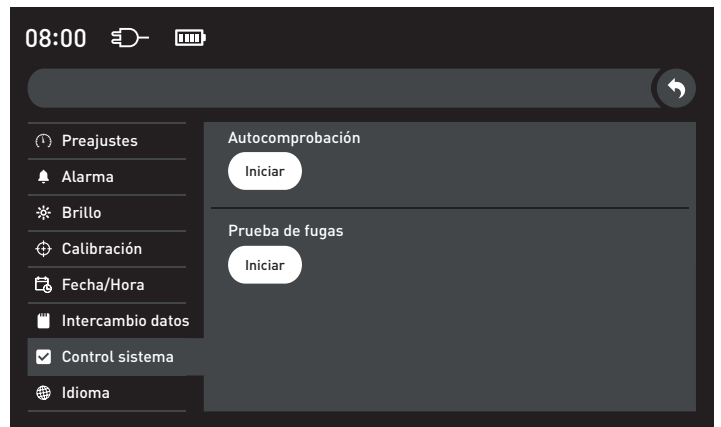 08:00
Preajustes
Alarma
Brillo
Calibración
Fecha/Hora
Intercambio datos
Control sistema
Idioma
Autocomprobación
Iniciar
Prueba de fugas
Iniciar